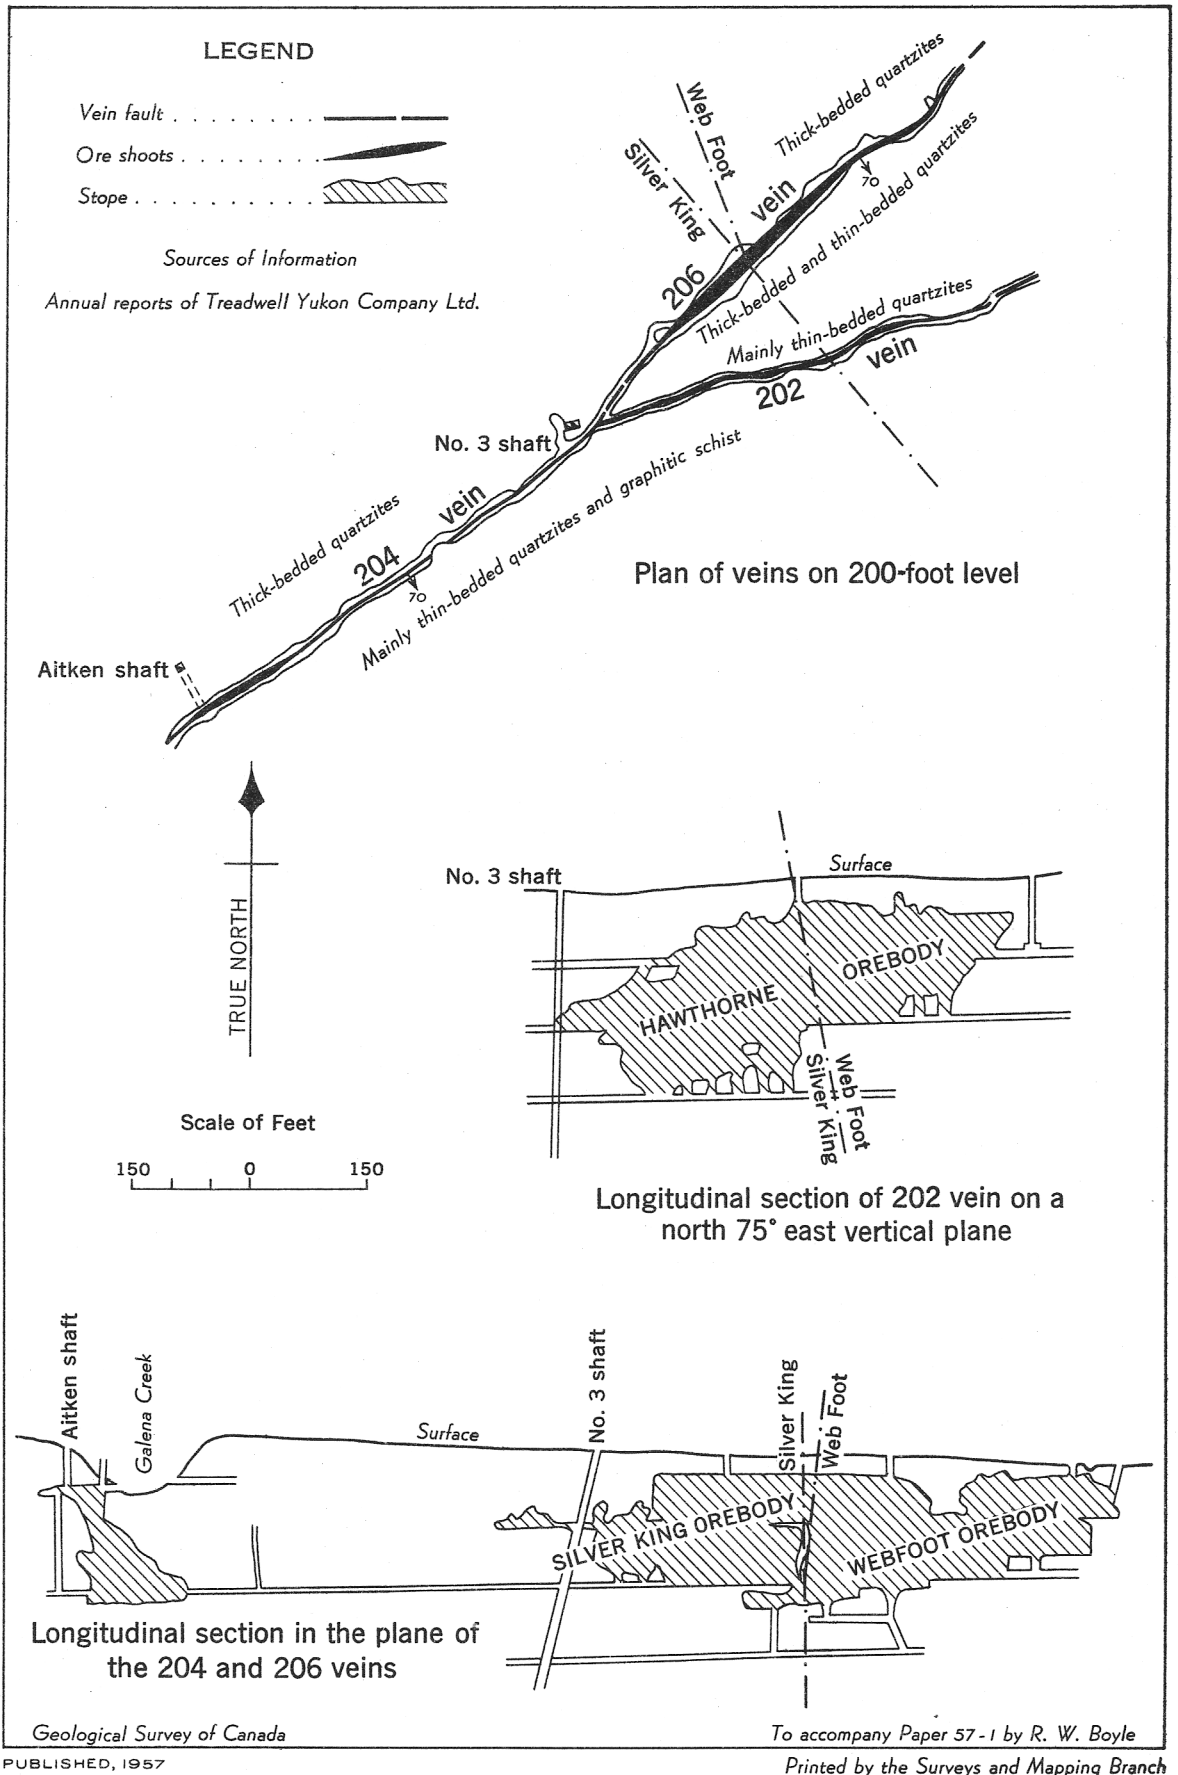 LEGEND
Vein fault . . . . . . . .
Ore shoots . . . . . . . .
Stope . . . . . . . . . .
Sources of Information
Annual reports of Treadwell Yukon Company Ltd.
Web Foot
Silver King
Thick-bedded quartzites
vein
206
70
Thick-bedded and thin-bedded quartzites
Mainly thin-bedded quartzites
vein
202
No. 3 shaft
Thick-bedded quartzites
vein
204
70
Mainly thin-bedded quartzites and graphitic schist
Aitken shaft
Plan of veins on 200-foot level
TRUE NORTH
Scale of Feet
150 0 150
No. 3 shaft
Surface
HAWTHORNE
OREBODY
Web Foot
Silver King
Longitudinal section of 202 vein on a
north 75° east vertical plane
Aitken shaft
Galena Creek
Surface
No. 3 shaft
Silver King
Web Foot
SILVER KING OREBODY
WEBFOOT OREBODY
Longitudinal section in the plane of
the 204 and 206 veins
Geological Survey of Canada
To accompany Paper 57-1 by R. W. Boyle
PUBLISHED, 1957
Printed by the Surveys and Mapping Branch